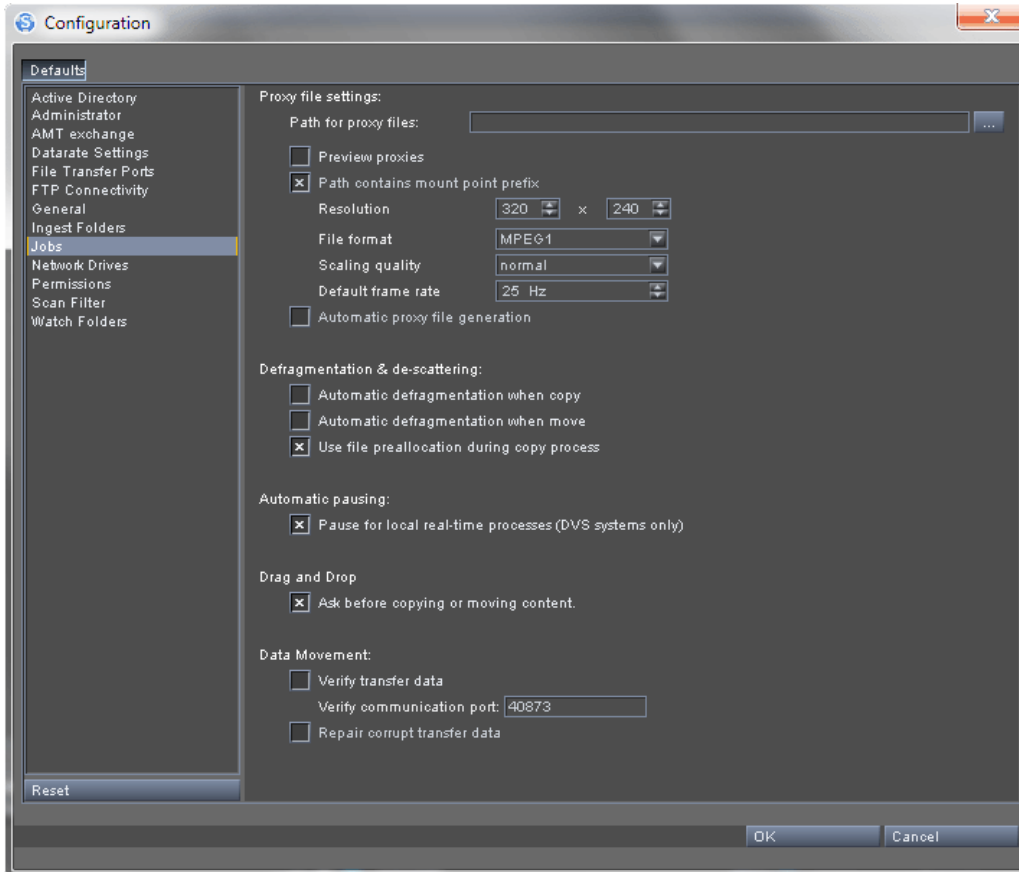 Configuration
Defaults
Active Directory
Administrator
AMT exchange
Datarate Settings
File Transfer Ports
FTP Connectivity
General
Ingest Folders
Jobs
Network Drives
Permissions
Scan Filter
Watch Folders
Reset
Proxy file settings:
Path for proxy files:
...
Preview proxies
Path contains mount point prefix
Resolution 320 x 240
File format MPEG1
Scaling quality normal
Default frame rate 25 Hz
Automatic proxy file generation
Defragmentation & de-scattering:
Automatic defragmentation when copy
Automatic defragmentation when move
Use file preallocation during copy process
Automatic pausing:
Pause for local real-time processes (DVS systems only)
Drag and Drop
Ask before copying or moving content.
Data Movement:
Verify transfer data
Verify communication port: 40873
Repair corrupt transfer data
OK Cancel